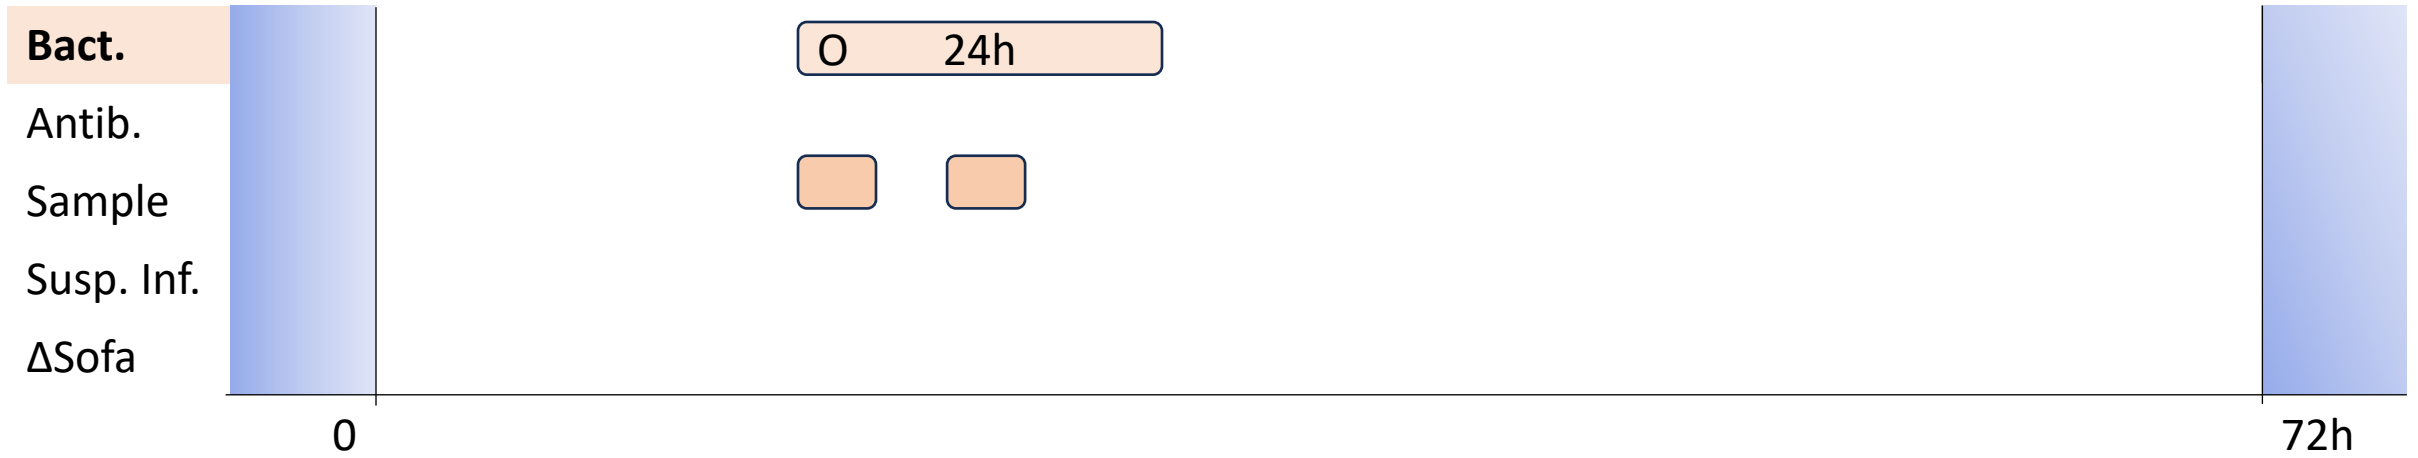 Bact.
O 24h
Antib.
Sample
Susp. Inf.
ΔSofa
0
72h